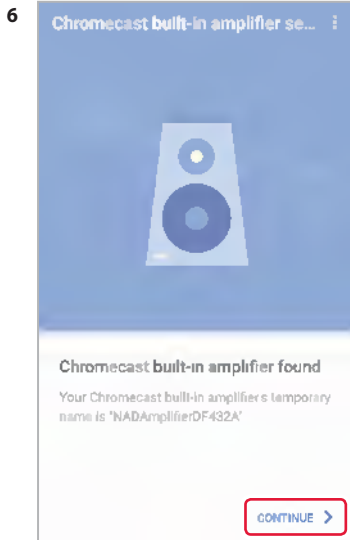 6
Chromecast built-in amplifier se...
Chromecast built-in amplifier found
Your Chromecast built-in amplifier's temporary
name is 'NADAmplifierDF432A'
CONTINUE